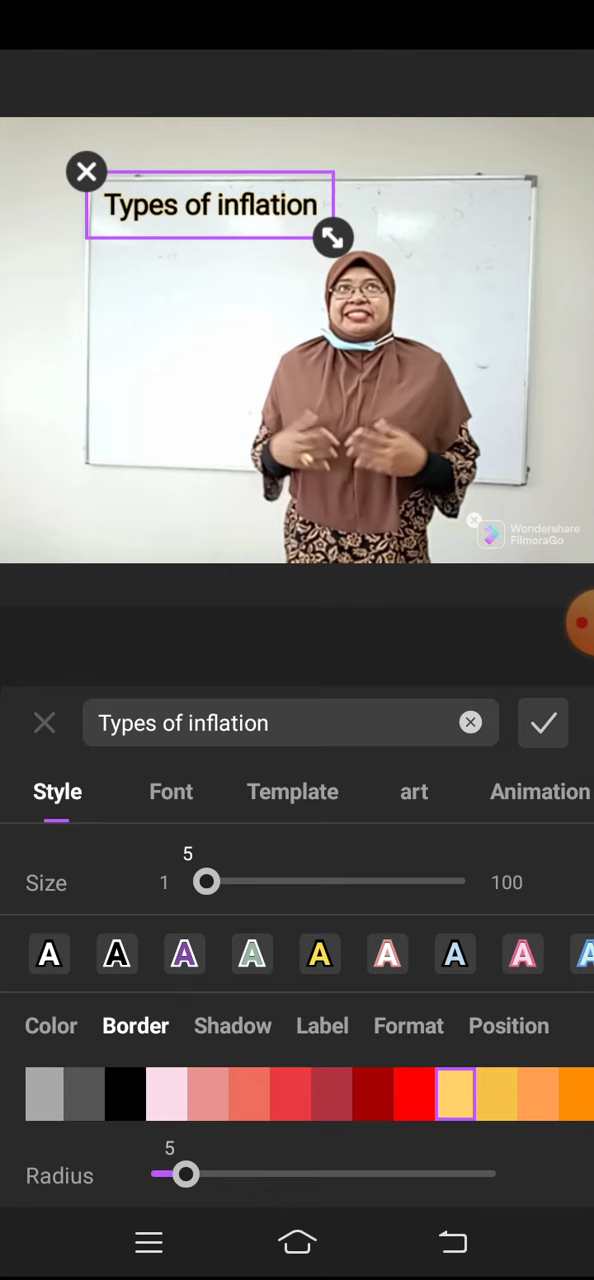 Types of inflation
Wondershare
FilmoraGo
Types of inflation
Style Font Template art Animation
5
Size 1 100
A A A A A A A A A
Color Border Shadow Label Format Position
5
Radius